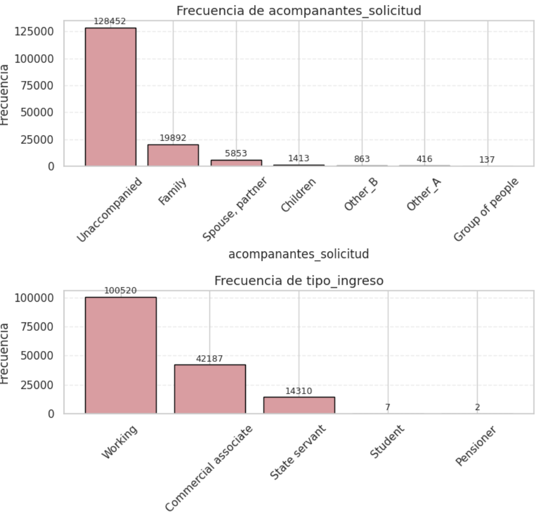 Frecuencia de acompanantes_solicitud
Frecuencia
125000
100000
75000
50000
25000
0
128452
19892
5853
1413
863
416
137
Unaccompanied
Family
Spouse, partner
Children
Other_B
Other_A
Group of people
acompanantes_solicitud
Frecuencia de tipo_ingreso
Frecuencia
100000
75000
50000
25000
0
100520
42187
14310
7
2
Working
Commercial associate
State servant
Student
Pensioner